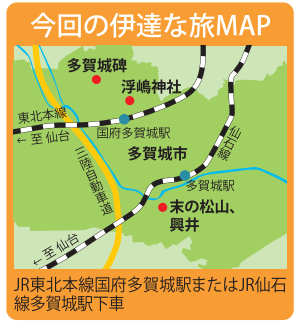 今回の伊達な旅MAP
多賀城碑
浮嶋神社
東北本線
← 至 仙台
国府多賀城駅
仙石線
多賀城市
三陸自動車道
多賀城駅
末の松山、
興井
← 至 仙台
JR東北本線国府多賀城駅またはJR仙石
線多賀城駅下車